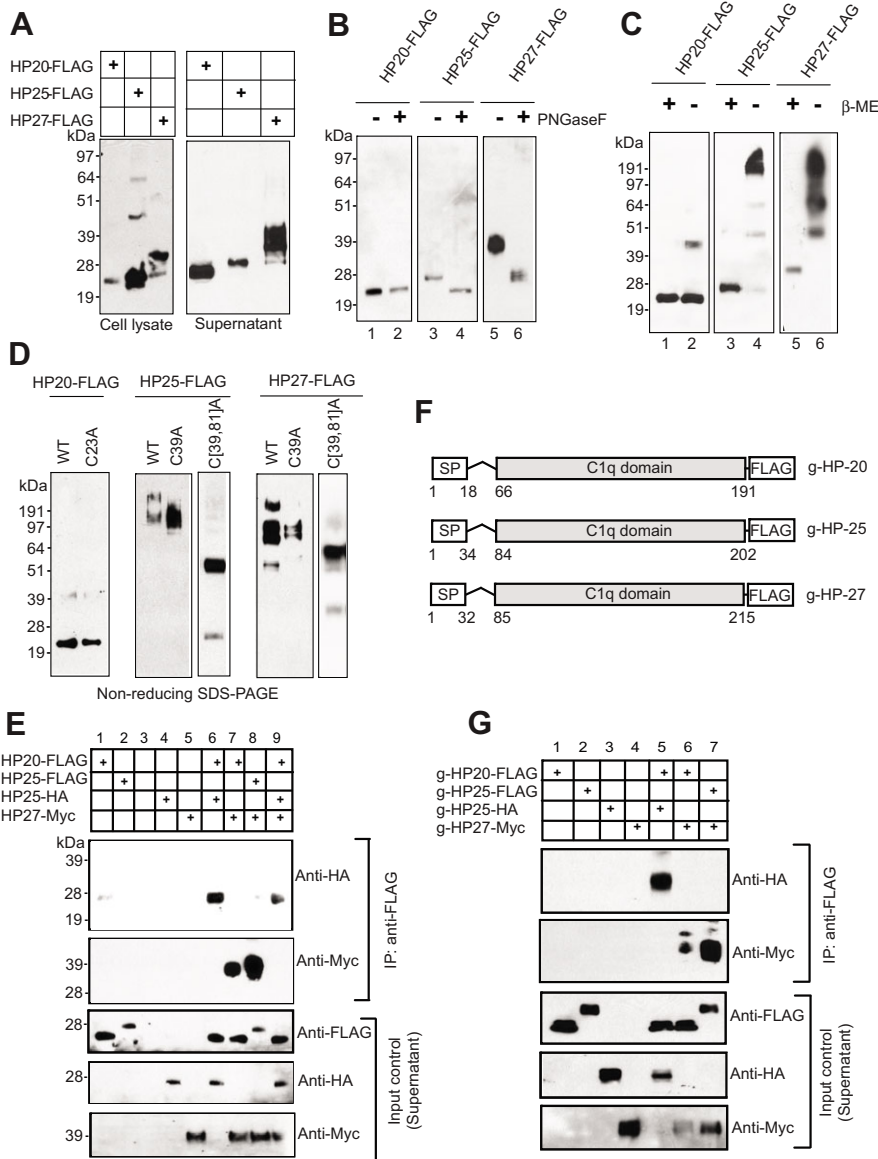 A
HP20-FLAG + +
HP25-FLAG + +
HP27-FLAG + +
kDa
97-
64-
51-
39-
28-
19-
Cell lysate Supernatant
B
HP20-FLAG HP25-FLAG HP27-FLAG
- + - + - + PNGaseF
kDa
97-
64-
51-
39-
28-
19-
1 2 3 4 5 6
C
HP20-FLAG HP25-FLAG HP27-FLAG
+ - + - + - β-ME
kDa
191-
97-
64-
51-
39-
28-
19-
1 2 3 4 5 6
D
HP20-FLAG HP25-FLAG HP27-FLAG
WT C23A WT C39A C[39,81]A WT C39A C[39,81]A
kDa
191-
97-
64-
51-
39-
28-
19-
Non-reducing SDS-PAGE
F
SP C1q domain FLAG g-HP-20
1 18 66 191
SP C1q domain FLAG g-HP-25
1 34 84 202
SP C1q domain FLAG g-HP-27
1 32 85 215
E
1 2 3 4 5 6 7 8 9
HP20-FLAG + + + +
HP25-FLAG + +
HP25-HA + + +
HP27-Myc + + + +
kDa
39-
28-
19-
Anti-HA
39-
28-
Anti-Myc
IP: anti-FLAG
28-
Anti-FLAG
28-
Anti-HA
39-
Anti-Myc
Input control
(Supernatant)
G
1 2 3 4 5 6 7
g-HP20-FLAG + + +
g-HP25-FLAG + +
g-HP25-HA + +
g-HP27-Myc + + +
Anti-HA
Anti-Myc
IP: anti-FLAG
Anti-FLAG
Anti-HA
Anti-Myc
Input control
(Supernatant)